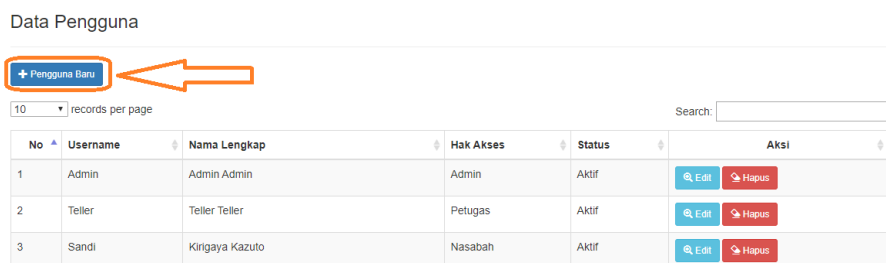 Data Pengguna
+ Pengguna Baru
10 records per page Search:
No Username Nama Lengkap Hak Akses Status Aksi
1 Admin Admin Admin Admin Aktif Edit Hapus
2 Teller Teller Teller Petugas Aktif Edit Hapus
3 Sandi Kirigaya Kazuto Nasabah Aktif Edit Hapus